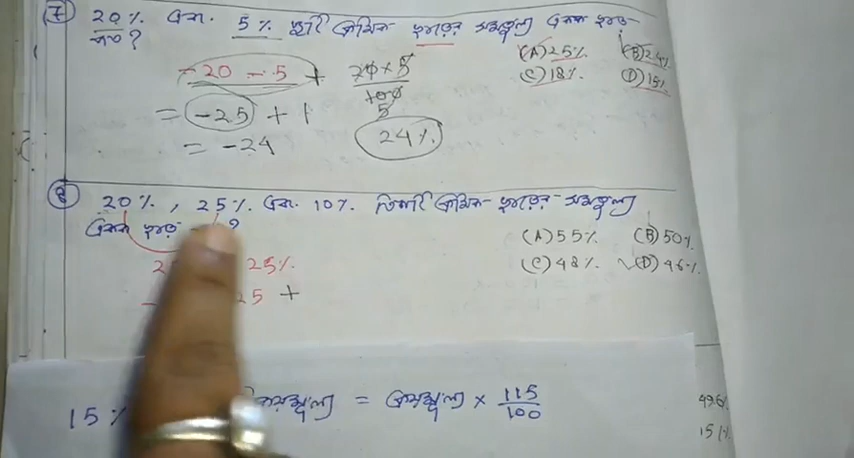 7 20% এবং 5% দুটি ক্রমিক ছাড়ের সমতুল্য একক ছাড়
কত?
(A) 25% (B) 24%
(C) 18% (D) 15%
-20 - 5 + 20 × 5 / 100
5
= -25 + 1
24%
= -24
8 20%, 25% এবং 10% তিনটি ক্রমিক ছাড়ের সমতুল্য
একক ছাড় ?
(A) 55% (B) 50%
(C) 48% (D) 46%
2 25%
- 25 +
15% = ক্রয়মূল্য × 115/100